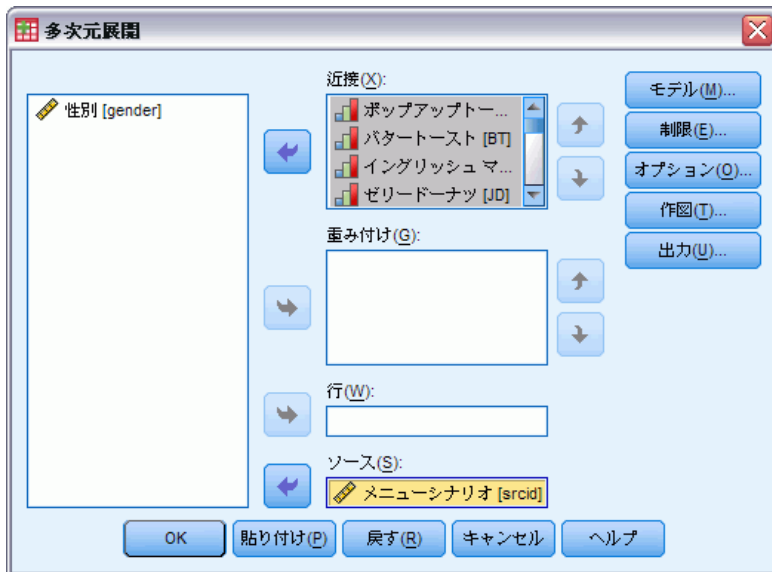 多次元展開
性別 [gender]
近接(X):
ポップアップトー...
バタートースト [BT]
イングリッシュ マ...
ゼリードーナツ [JD]
重み付け(G):
行(W):
ソース(S):
メニューシナリオ [srcid]
モデル(M)...
制限(E)...
オプション(O)...
作図(T)...
出力(U)...
OK
貼り付け(P)
戻す(R)
キャンセル
ヘルプ